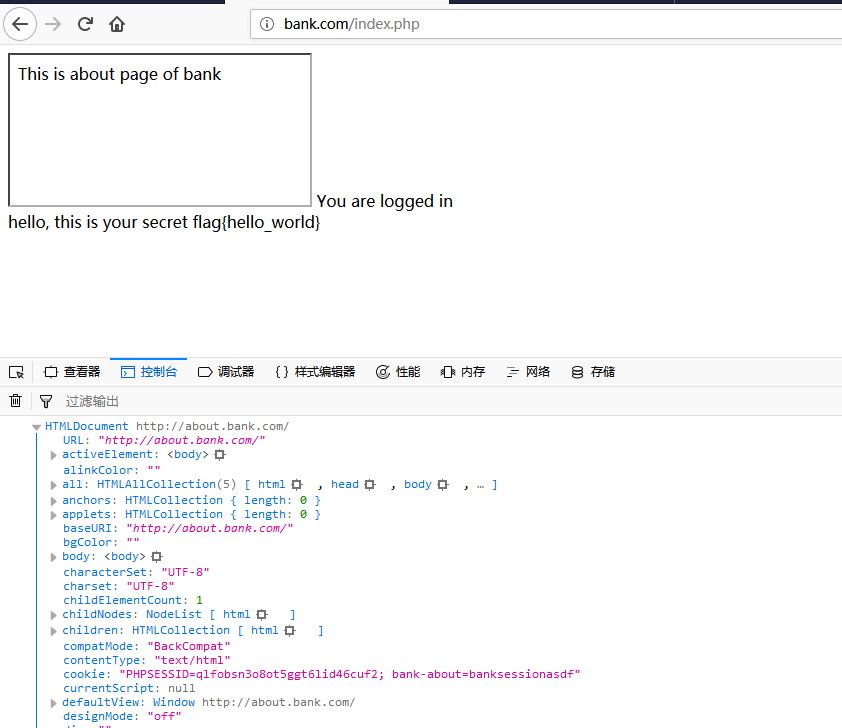 bank.com/index.php
This is about page of bank
You are logged in
hello, this is your secret flag{hello_world}
查看器 控制台 调试器 {} 样式编辑器 性能 内存 网络 存储
过滤输出
HTMLDocument http://about.bank.com/
URL: "http://about.bank.com/"
activeElement: <body>
alinkColor: ""
all: HTMLAllCollection(5) [ html , head , body , … ]
anchors: HTMLCollection { length: 0 }
applets: HTMLCollection { length: 0 }
baseURI: "http://about.bank.com/"
bgColor: ""
body: <body>
characterSet: "UTF-8"
charset: "UTF-8"
childElementCount: 1
childNodes: NodeList [ html ]
children: HTMLCollection [ html ]
compatMode: "BackCompat"
contentType: "text/html"
cookie: "PHPSESSID=qlfobsn3o8ot5ggt6lid46cuf2; bank-about=banksessionasdf"
currentScript: null
defaultView: Window http://about.bank.com/
designMode: "off"